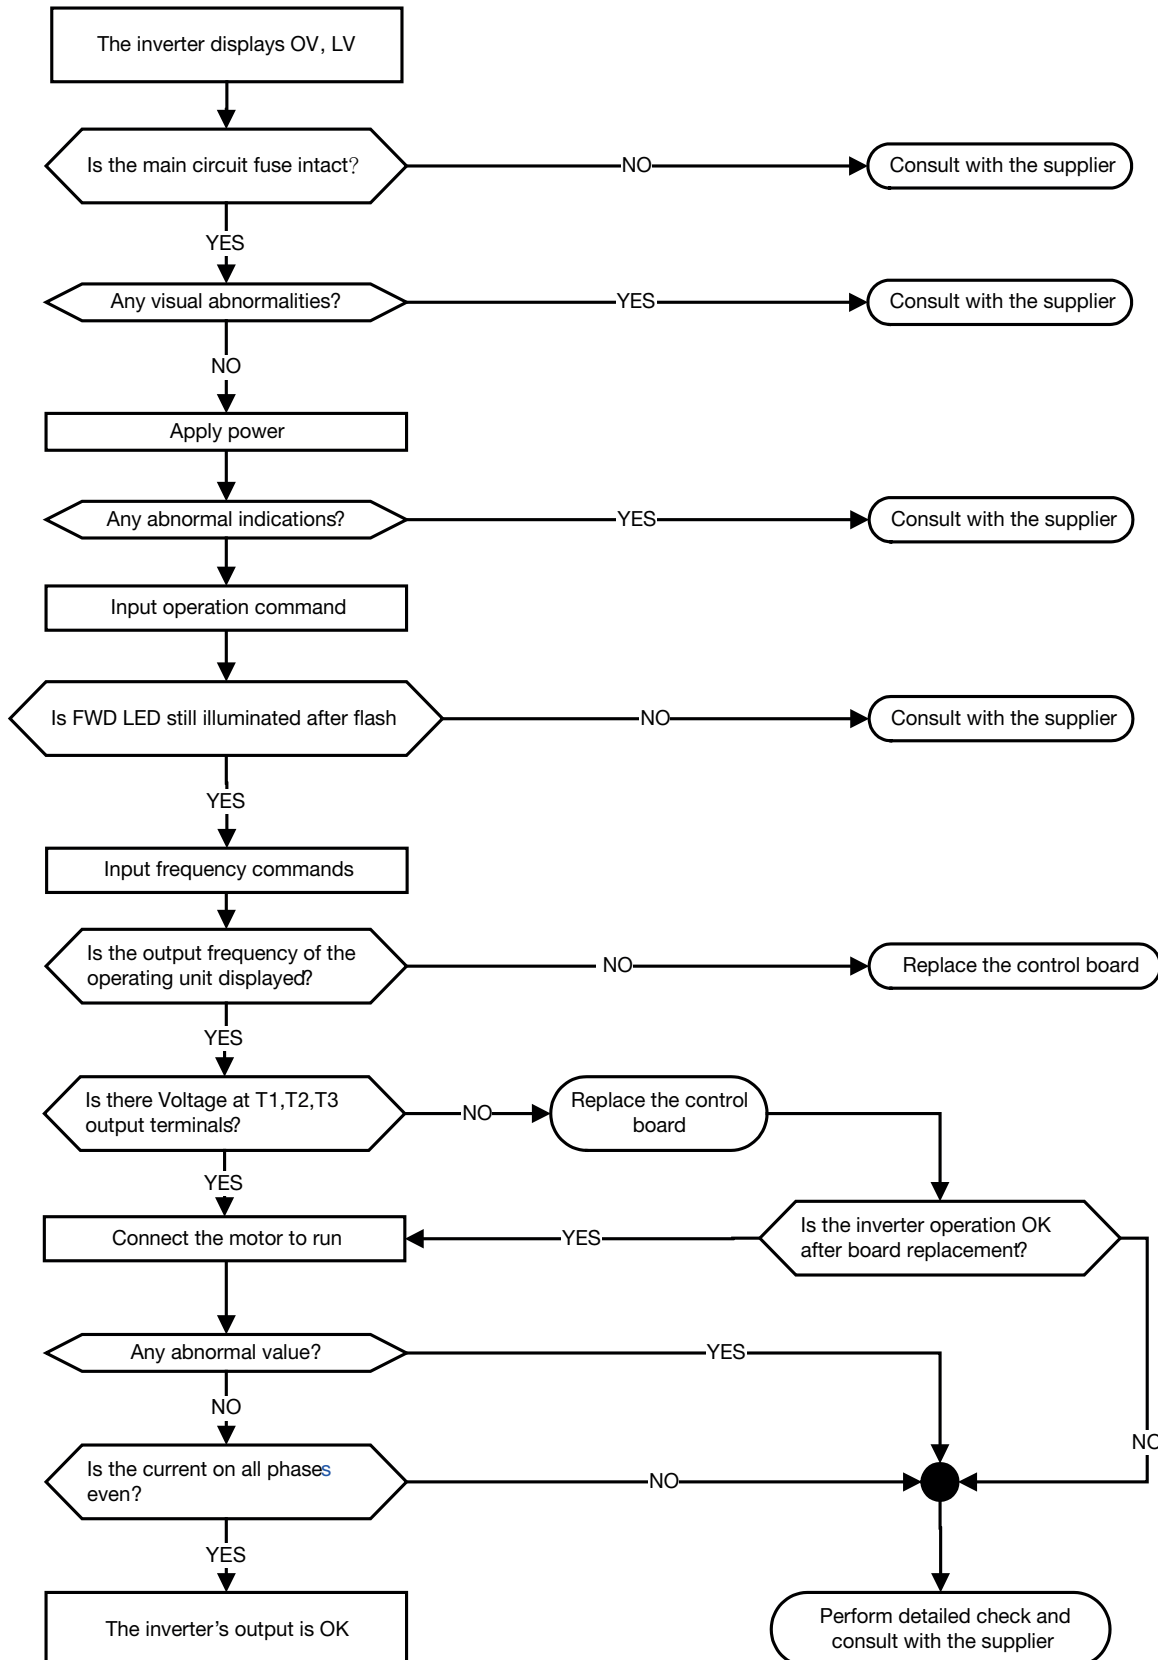 The inverter displays OV, LV
Is the main circuit fuse intact?
NO
Consult with the supplier
YES
Any visual abnormalities?
YES
Consult with the supplier
NO
Apply power
Any abnormal indications?
YES
Consult with the supplier
Input operation command
Is FWD LED still illuminated after flash
NO
Consult with the supplier
YES
Input frequency commands
Is the output frequency of the
operating unit displayed?
NO
Replace the control board
YES
Is there Voltage at T1,T2,T3
output terminals?
NO
Replace the control
board
YES
Connect the motor to run
YES
Is the inverter operation OK
after board replacement?
Any abnormal value?
YES
NO
NO
Is the current on all phases
even?
NO
YES
The inverter's output is OK
Perform detailed check and
consult with the supplier